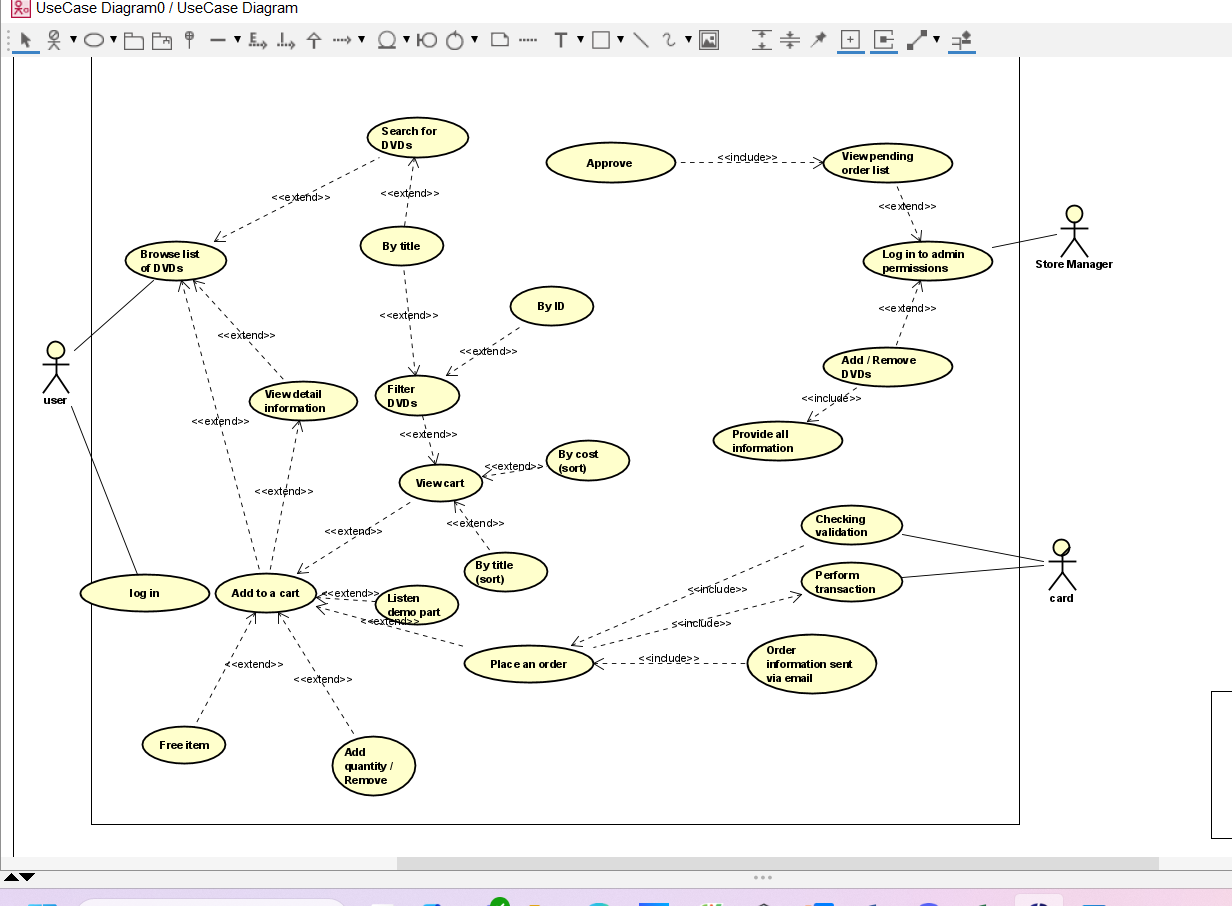 UseCase Diagram0 / UseCase Diagram
Search for
DVDs
Approve
<<include>>
View pending
order list
<<extend>>
<<extend>>
<<extend>>
By title
Browse list
of DVDs
Log in to admin
permissions
Store Manager
<<extend>>
By ID
<<extend>>
<<extend>>
<<extend>>
Add / Remove
DVDs
user
View detail
information
Filter
DVDs
<<include>>
<<extend>>
<<extend>>
Provide all
information
By cost
(sort)
<<extend>>
View cart
<<extend>>
<<extend>>
<<extend>>
Checking
validation
By title
(sort)
Perform
transaction
card
log in
Add to a cart
<<extend>>
Listen
demo part
<<extend>>
<<include>>
<<include>>
Place an order
<<include>>
Order
information sent
via email
<<extend>>
<<extend>>
Free item
Add
quantity /
Remove